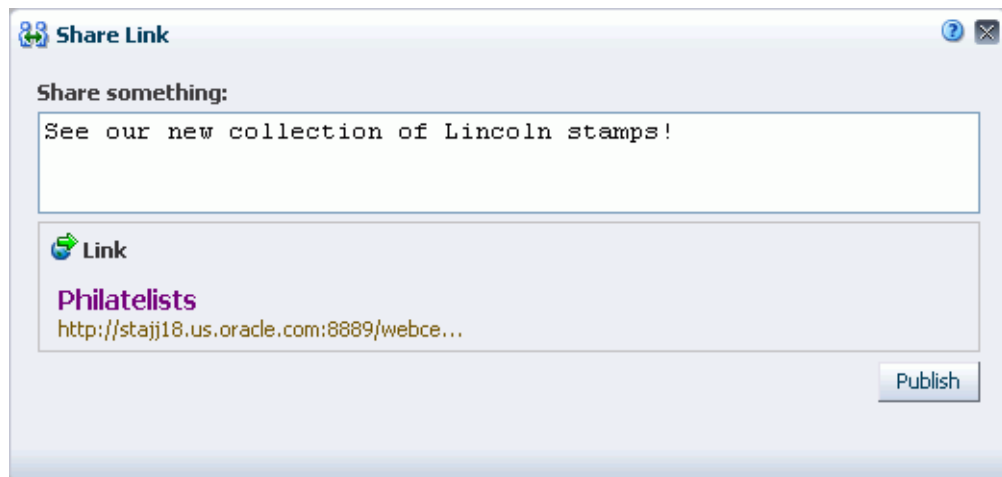 Share Link
Share something:
See our new collection of Lincoln stamps!
Link
Philatelists
http://stajj18.us.oracle.com:8889/webce...
Publish